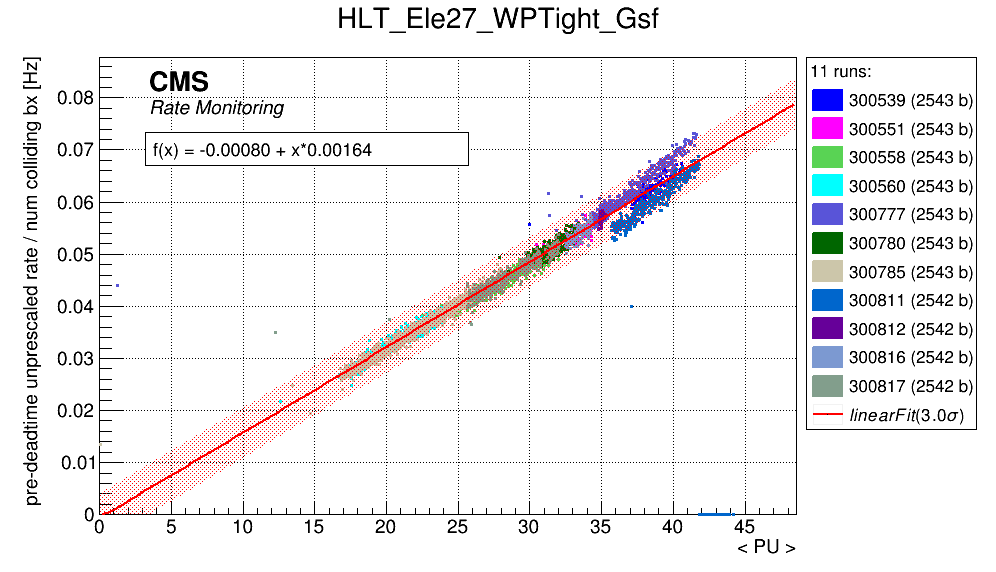 HLT_Ele27_WPTight_Gsf
pre-deadtime unprescaled rate / num colliding bx [Hz]
CMS
Rate Monitoring
f(x) = -0.00080 + x*0.00164
0.08
0.07
0.06
0.05
0.04
0.03
0.02
0.01
0
0 5 10 15 20 25 30 35 40 45
< PU >
11 runs:
300539 (2543 b)
300551 (2543 b)
300558 (2543 b)
300560 (2543 b)
300777 (2543 b)
300780 (2543 b)
300785 (2543 b)
300811 (2542 b)
300812 (2542 b)
300816 (2542 b)
300817 (2542 b)
linearFit(3.0σ)